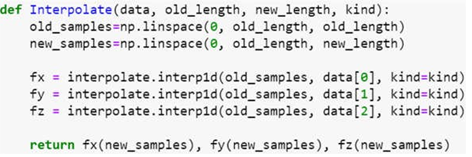 def Interpolate(data, old_length, new_length, kind):
    old_samples=np.linspace(0, old_length, old_length)
    new_samples=np.linspace(0, old_length, new_length)

    fx = interpolate.interp1d(old_samples, data[0], kind=kind)
    fy = interpolate.interp1d(old_samples, data[1], kind=kind)
    fz = interpolate.interp1d(old_samples, data[2], kind=kind)

    return fx(new_samples), fy(new_samples), fz(new_samples)